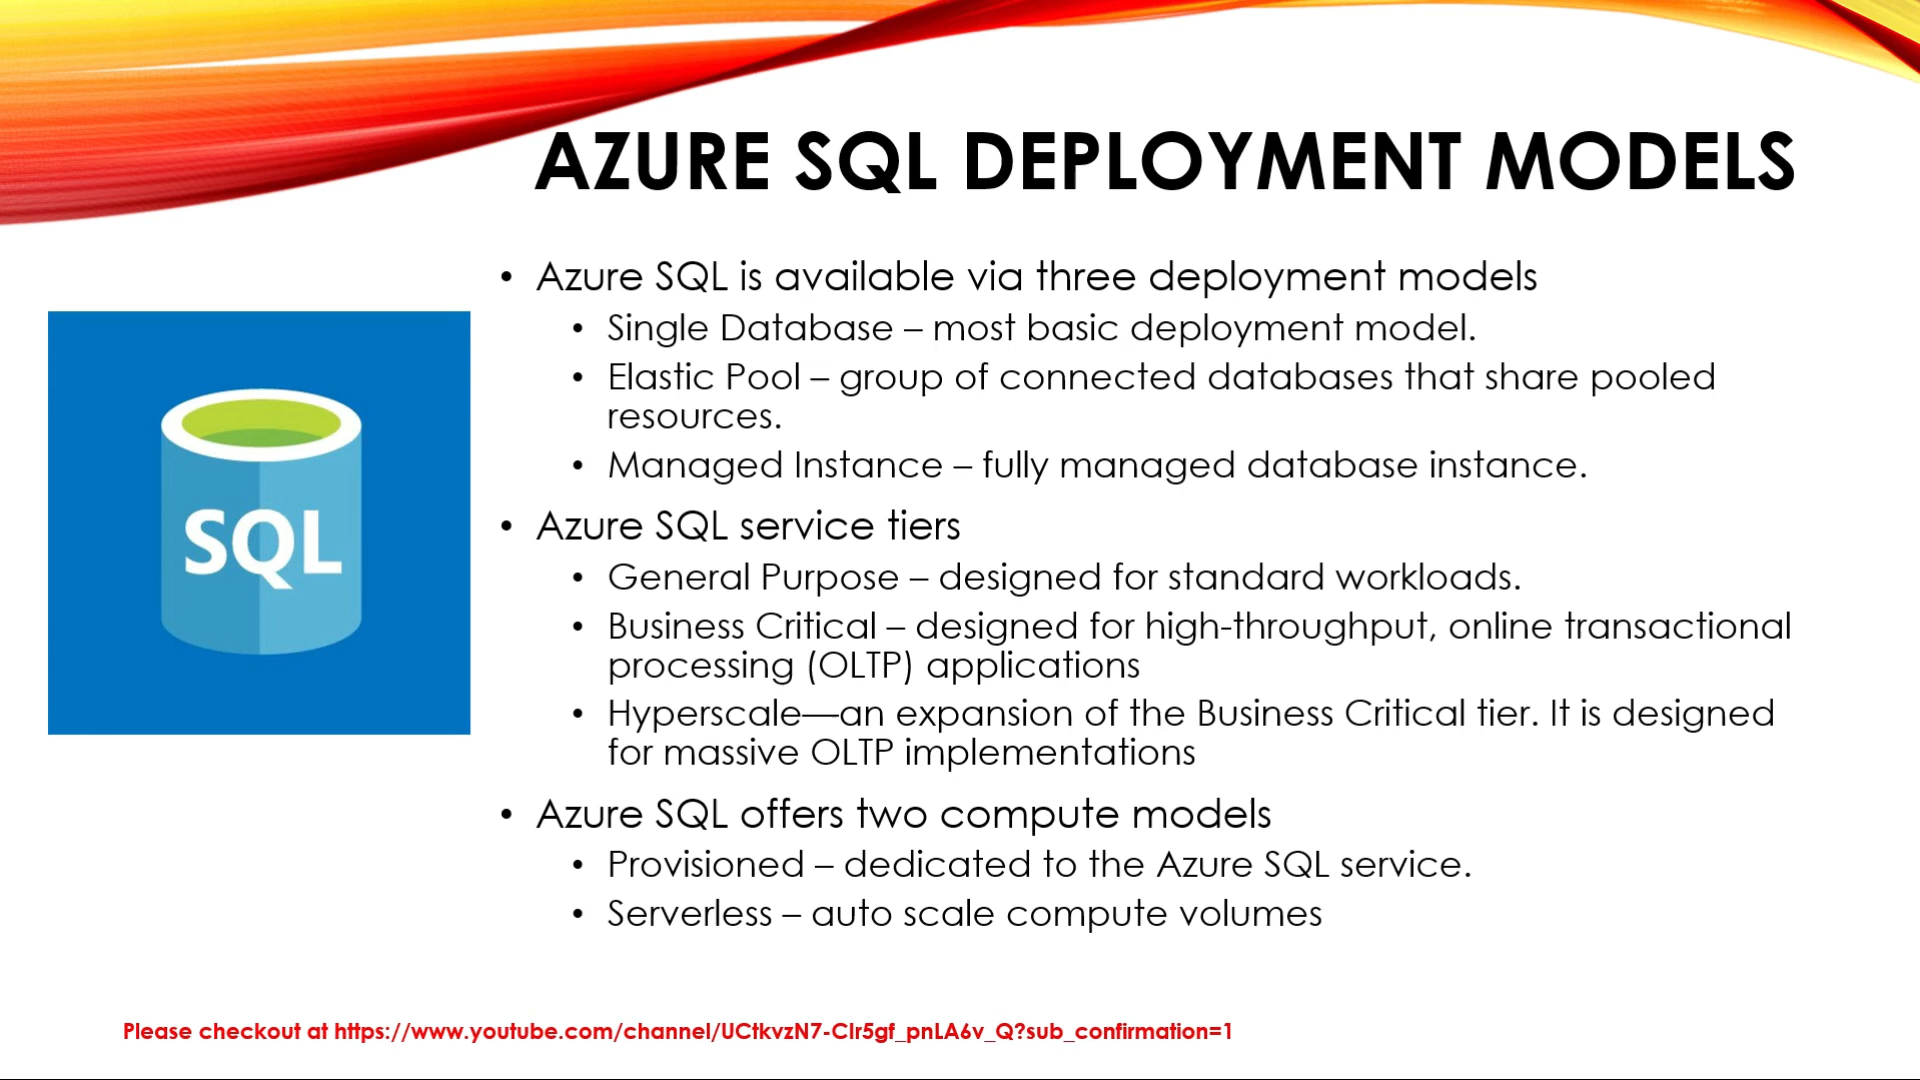 AZURE SQL DEPLOYMENT MODELS
• Azure SQL is available via three deployment models
• Single Database – most basic deployment model.
• Elastic Pool – group of connected databases that share pooled
resources.
• Managed Instance – fully managed database instance.
SQL
• Azure SQL service tiers
• General Purpose – designed for standard workloads.
• Business Critical – designed for high-throughput, online transactional
processing (OLTP) applications
• Hyperscale—an expansion of the Business Critical tier. It is designed
for massive OLTP implementations
• Azure SQL offers two compute models
• Provisioned – dedicated to the Azure SQL service.
• Serverless – auto scale compute volumes
Please checkout at https://www.youtube.com/channel/UCtkvzN7-CIr5gf_pnLA6v_Q?sub_confirmation=1